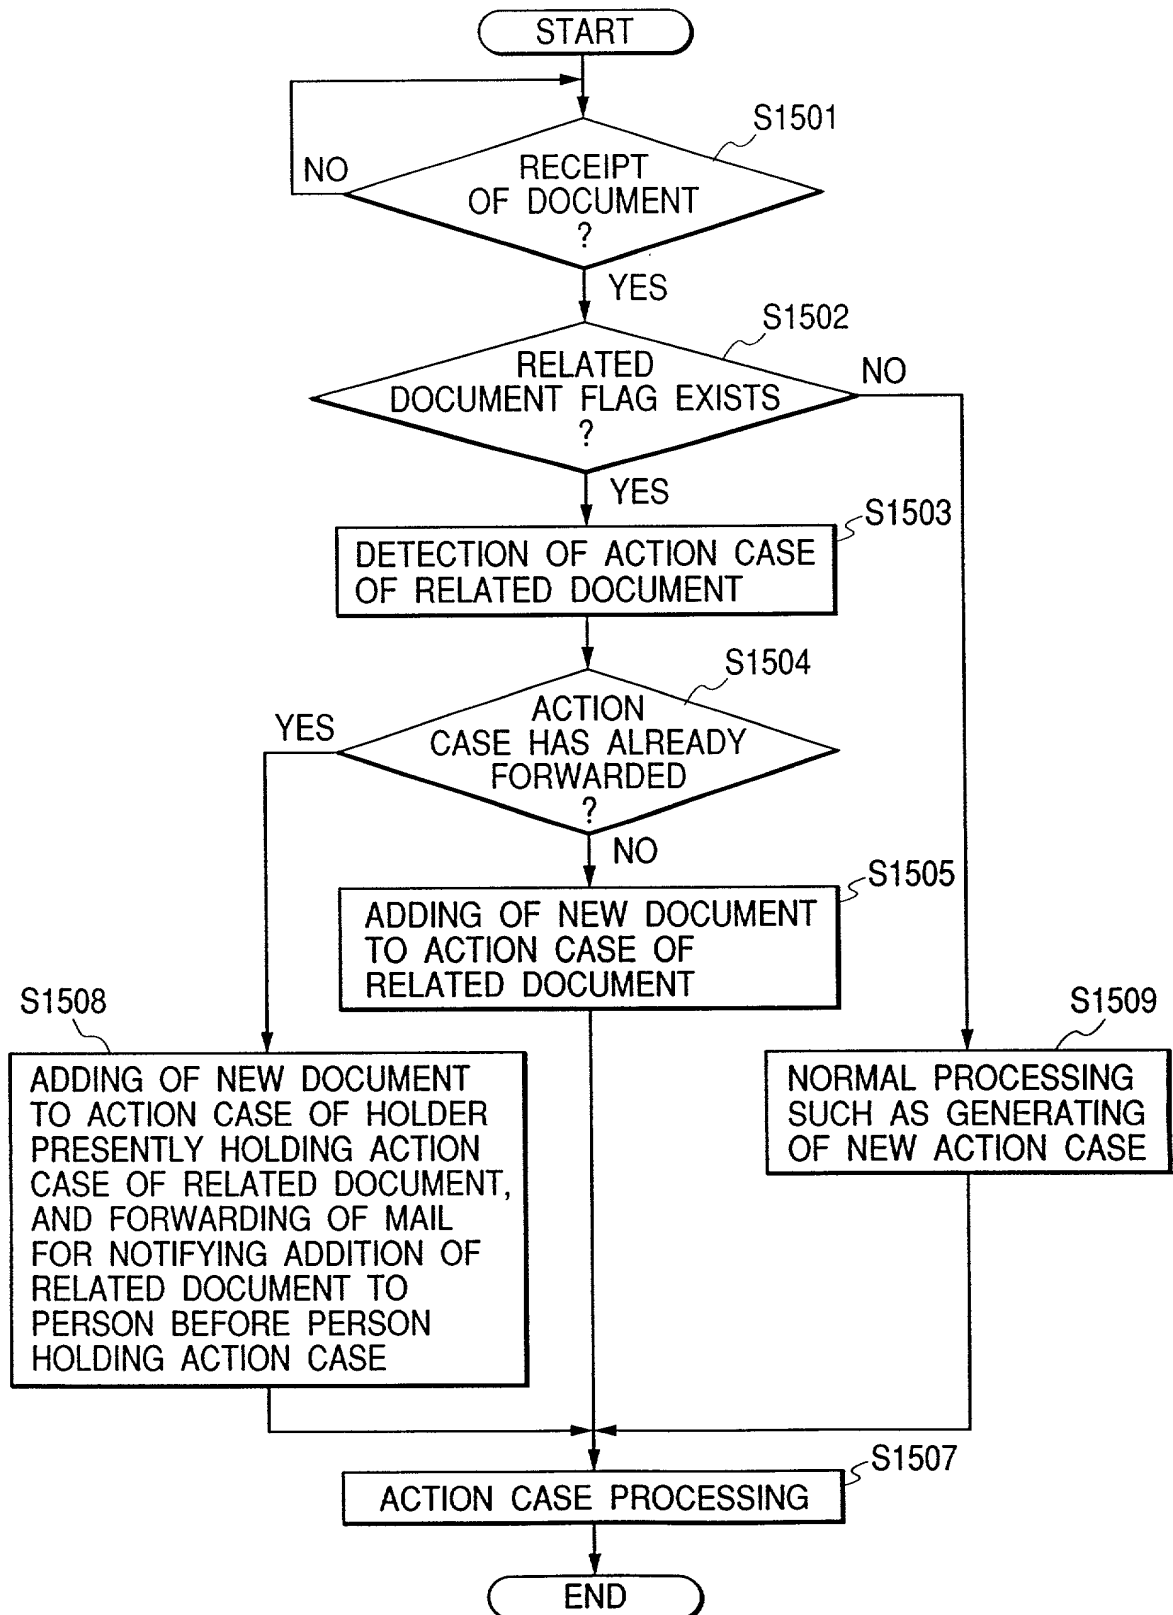 START
S1501
NO
RECEIPT
OF DOCUMENT
?
YES
S1502
RELATED
DOCUMENT FLAG EXISTS
?
NO
YES
S1503
DETECTION OF ACTION CASE
OF RELATED DOCUMENT
S1504
YES
ACTION
CASE HAS ALREADY
FORWARDED
?
NO
S1505
ADDING OF NEW DOCUMENT
TO ACTION CASE OF
RELATED DOCUMENT
S1508
ADDING OF NEW DOCUMENT
TO ACTION CASE OF HOLDER
PRESENTLY HOLDING ACTION
CASE OF RELATED DOCUMENT,
AND FORWARDING OF MAIL
FOR NOTIFYING ADDITION OF
RELATED DOCUMENT TO
PERSON BEFORE PERSON
HOLDING ACTION CASE
S1509
NORMAL PROCESSING
SUCH AS GENERATING
OF NEW ACTION CASE
S1507
ACTION CASE PROCESSING
END